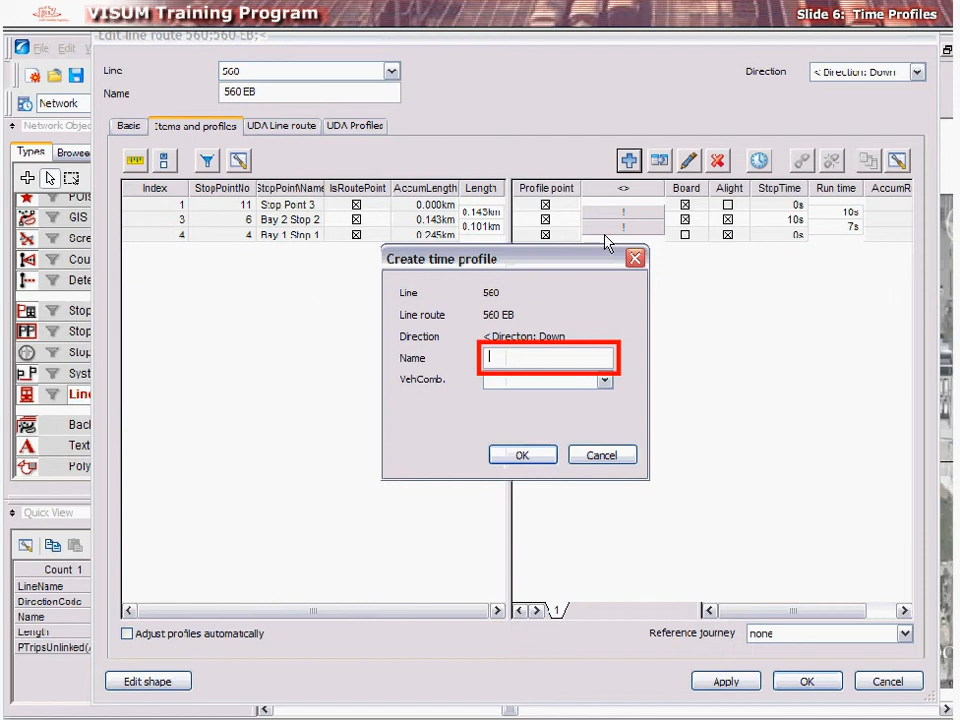 VISUM Training Program
Slide 6: Time Profiles
Edit line route 560;560 EB;<
File Edit
Line 560
Direction < Direction: Down
Name 560 EB
Network
Network Objec
Types Browse
Basis Items and profiles UDA Line route UDA Profiles
Index StopPointNo StopPointName IsRoutePoint AccumLength Length Profile point <> Board Alight StopTime Run time AccumR
1 11 Stop Point 3 0.000km 0s
0.143km ! 10s
3 6 Bay 2 Stop 2 0.143km 10s
0.101km ! 7s
4 4 Bay 1 Stop 1 0.245km 0s
POIs
GIS
Scre
Cou
Dete
Stop
Stop
Stop
Syst
Line
Back
Text
Poly
Create time profile
Line 560
Line route 560 EB
Direction < Direction: Down
Name
VehComb.
OK Cancel
Quick View
Count 1
LineName
DirectionCode
Name
Length
PTripsUnlinked(A
1
Adjust profiles automatically
Reference journey none
Edit shape
Apply OK Cancel